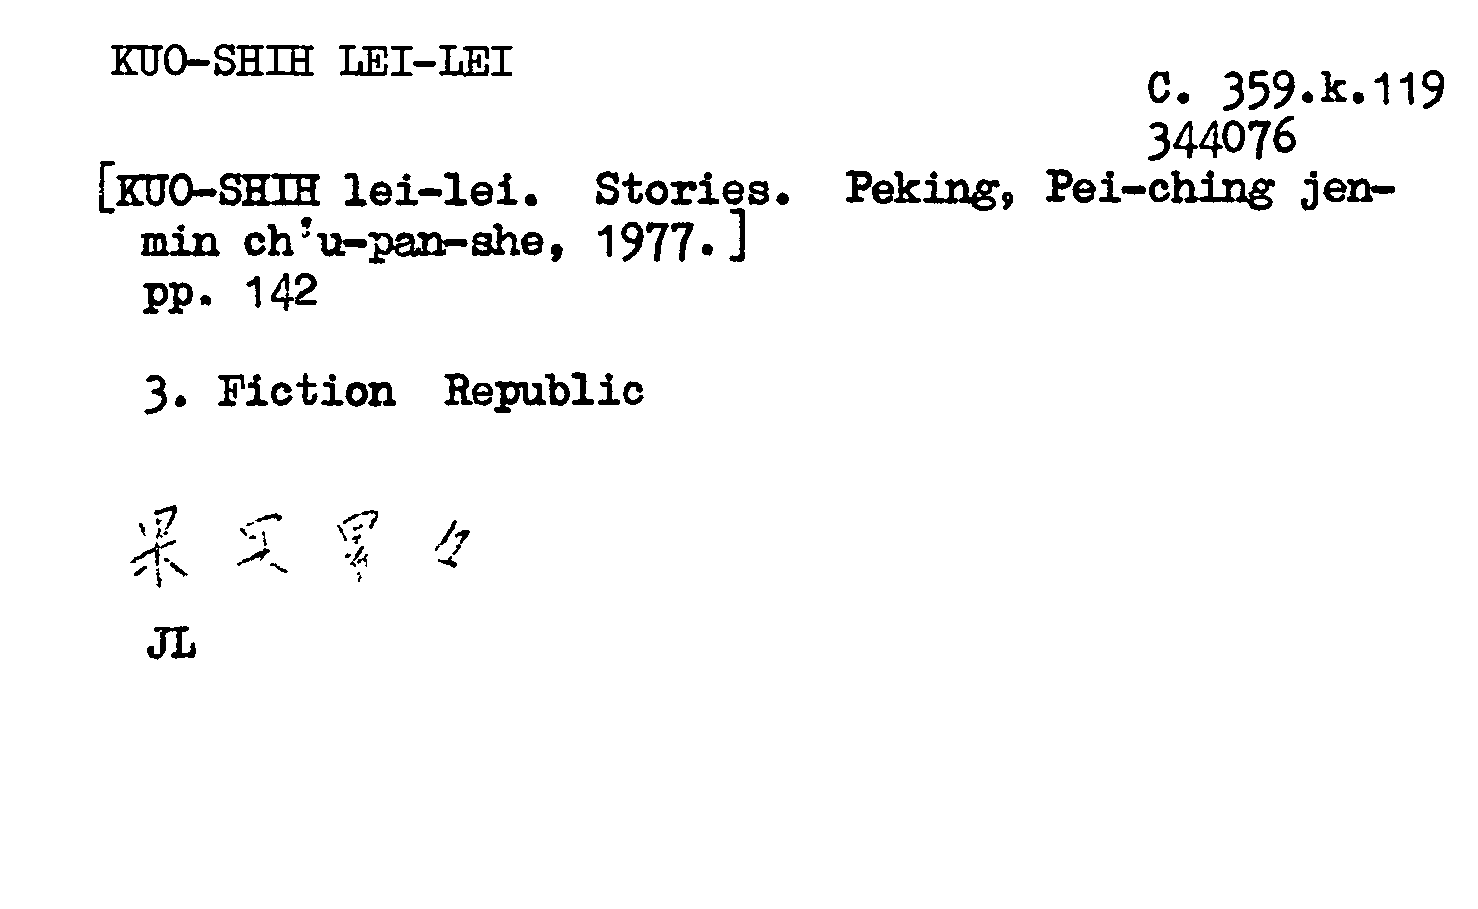 KUO-SHIH LEI-LEI
C. 359.k.119
344076
[KUO-SHIH lei-lei. Stories. Peking, Pei-ching jen-
min ch'u-pan-she, 1977.]
pp. 142
3. Fiction Republic
果实累々
JL